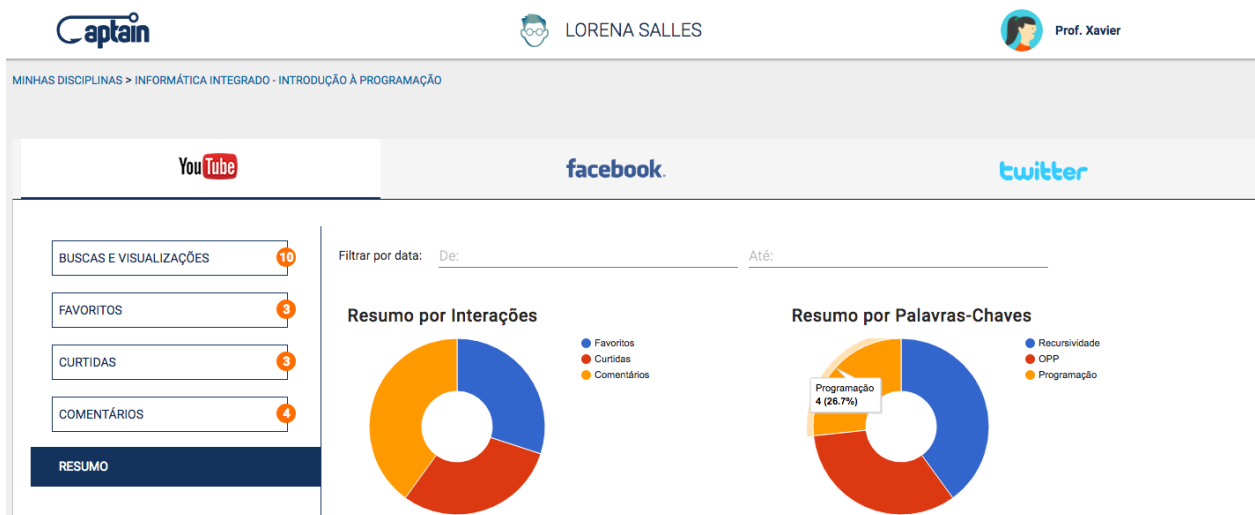 Captain
LORENA SALLES
Prof. Xavier
MINHAS DISCIPLINAS > INFORMÁTICA INTEGRADO - INTRODUÇÃO À PROGRAMAÇÃO
YouTube
facebook.
twitter
BUSCAS E VISUALIZAÇÕES 10
FAVORITOS 3
CURTIDAS 3
COMENTÁRIOS 4
RESUMO
Filtrar por data: De: Até:
Resumo por Interações
Favoritos
Curtidas
Comentários
Resumo por Palavras-Chaves
Recursividade
OPP
Programação
Programação
4 (26.7%)